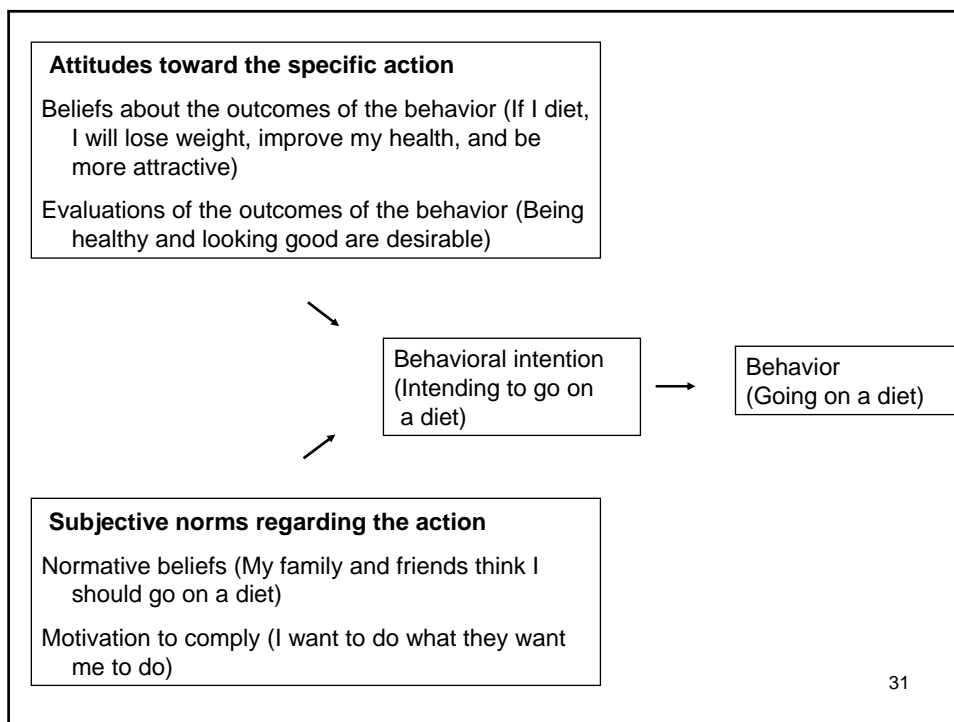 Attitudes toward the specific action
Beliefs about the outcomes of the behavior (If I diet,
I will lose weight, improve my health, and be
more attractive)
Evaluations of the outcomes of the behavior (Being
healthy and looking good are desirable)
Behavioral intention
(Intending to go on
a diet)
Behavior
(Going on a diet)
Subjective norms regarding the action
Normative beliefs (My family and friends think I
should go on a diet)
Motivation to comply (I want to do what they want
me to do)
31